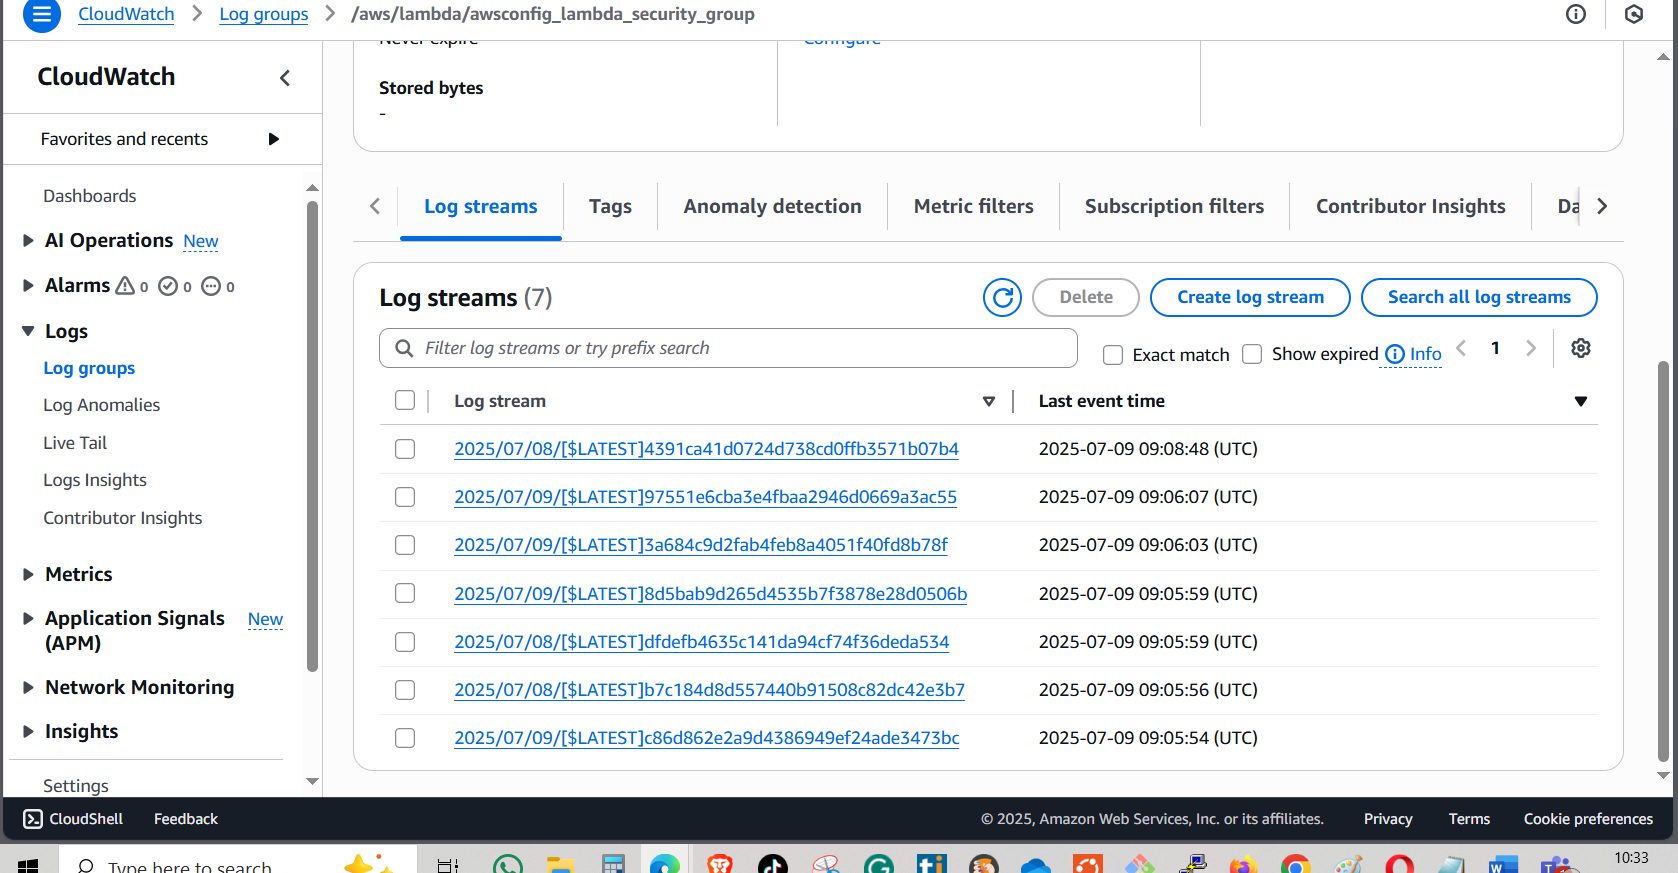 CloudWatch > Log groups > /aws/lambda/awsconfig_lambda_security_group
CloudWatch
Favorites and recents
Dashboards
AI Operations New
Alarms 0 0 0
Logs
Log groups
Log Anomalies
Live Tail
Logs Insights
Contributor Insights
Metrics
Application Signals New
(APM)
Network Monitoring
Insights
Settings
Never expire
Configure
Stored bytes
-
Log streams
Tags
Anomaly detection
Metric filters
Subscription filters
Contributor Insights
Da
Log streams (7)
Delete
Create log stream
Search all log streams
Filter log streams or try prefix search
Exact match
Show expired
Info
1
Log stream
Last event time
2025/07/08/[$LATEST]4391ca41d0724d738cd0ffb3571b07b4 2025-07-09 09:08:48 (UTC)
2025/07/09/[$LATEST]97551e6cba3e4fbaa2946d0669a3ac55 2025-07-09 09:06:07 (UTC)
2025/07/09/[$LATEST]3a684c9d2fab4feb8a4051f40fd8b78f 2025-07-09 09:06:03 (UTC)
2025/07/09/[$LATEST]8d5bab9d265d4535b7f3878e28d0506b 2025-07-09 09:05:59 (UTC)
2025/07/08/[$LATEST]dfdefb4635c141da94cf74f36deda534 2025-07-09 09:05:59 (UTC)
2025/07/08/[$LATEST]b7c184d8d557440b91508c82dc42e3b7 2025-07-09 09:05:56 (UTC)
2025/07/09/[$LATEST]c86d862e2a9d4386949ef24ade3473bc 2025-07-09 09:05:54 (UTC)
CloudShell Feedback © 2025, Amazon Web Services, Inc. or its affiliates. Privacy Terms Cookie preferences
Type here to search
10:33